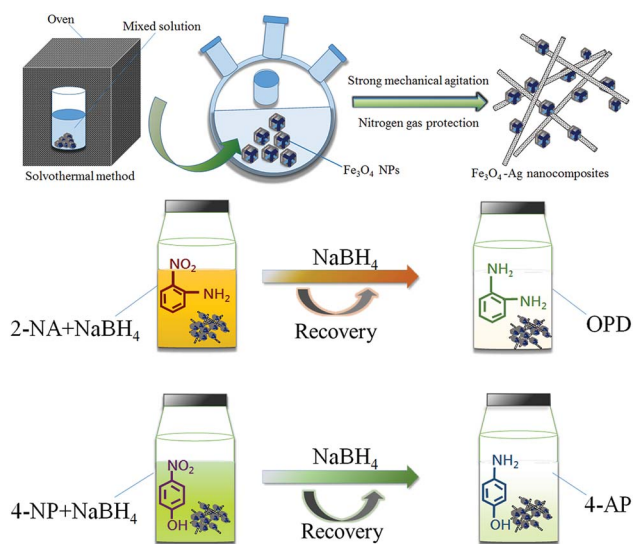 Oven
Mixed solution
Solvothermal method
Strong mechanical agitation
Nitrogen gas protection
Fe₃O₄ NPs
Fe₃O₄-Ag nanocomposites
NO₂
NH₂
2-NA+NaBH₄
NaBH₄
Recovery
NH₂
NH₂
OPD
NO₂
OH
4-NP+NaBH₄
NaBH₄
Recovery
NH₂
OH
4-AP